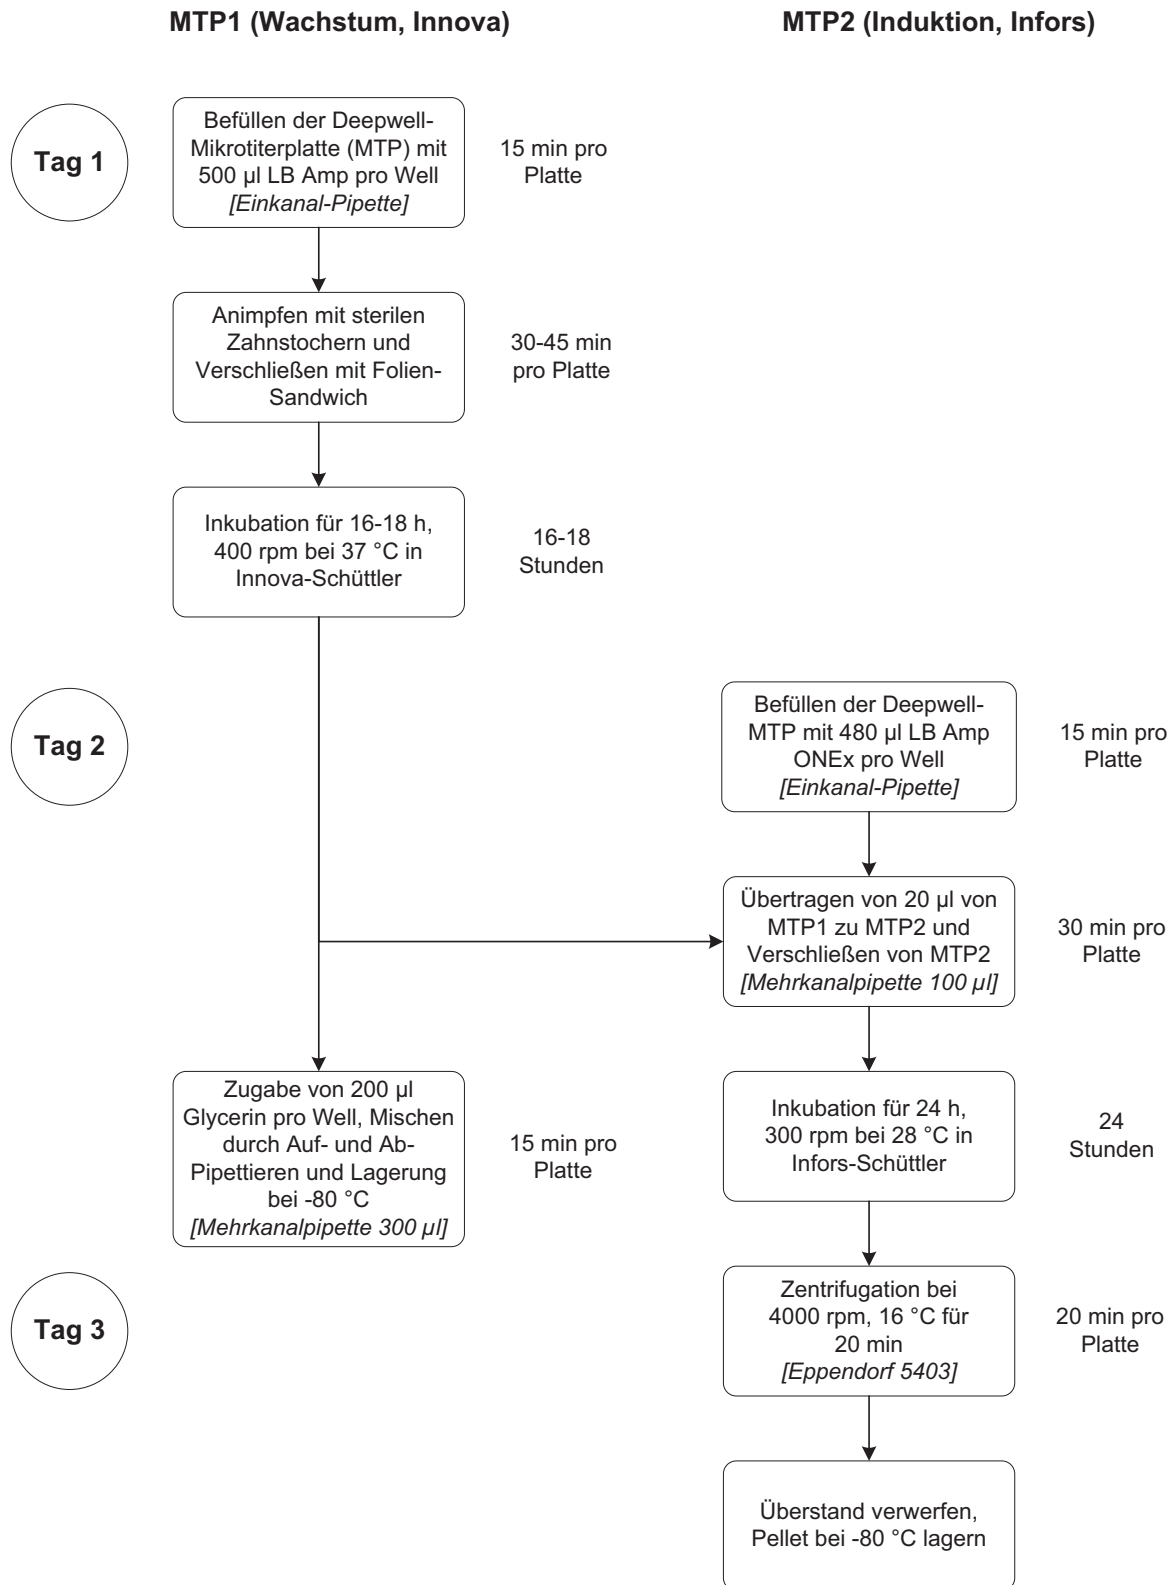 MTP1 (Wachstum, Innova)
MTP2 (Induktion, Infors)
Tag 1
Befüllen der Deepwell-
Mikrotiterplatte (MTP) mit
500 µl LB Amp pro Well
[Einkanal-Pipette]
15 min pro
Platte
Animpfen mit sterilen
Zahnstochern und
Verschließen mit Folien-
Sandwich
30-45 min
pro Platte
Inkubation für 16-18 h,
400 rpm bei 37 °C in
Innova-Schüttler
16-18
Stunden
Tag 2
Befüllen der Deepwell-
MTP mit 480 µl LB Amp
ONEx pro Well
[Einkanal-Pipette]
15 min pro
Platte
Übertragen von 20 µl von
MTP1 zu MTP2 und
Verschließen von MTP2
[Mehrkanalpipette 100 µl]
30 min pro
Platte
Zugabe von 200 µl
Glycerin pro Well, Mischen
durch Auf- und Ab-
Pipettieren und Lagerung
bei -80 °C
[Mehrkanalpipette 300 µl]
15 min pro
Platte
Inkubation für 24 h,
300 rpm bei 28 °C in
Infors-Schüttler
24
Stunden
Tag 3
Zentrifugation bei
4000 rpm, 16 °C für
20 min
[Eppendorf 5403]
20 min pro
Platte
Überstand verwerfen,
Pellet bei -80 °C lagern